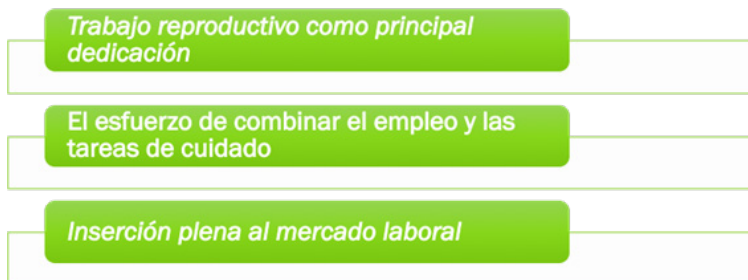 Trabajo reproductivo como principal
dedicación
El esfuerzo de combinar el empleo y las
tareas de cuidado
Inserción plena al mercado laboral